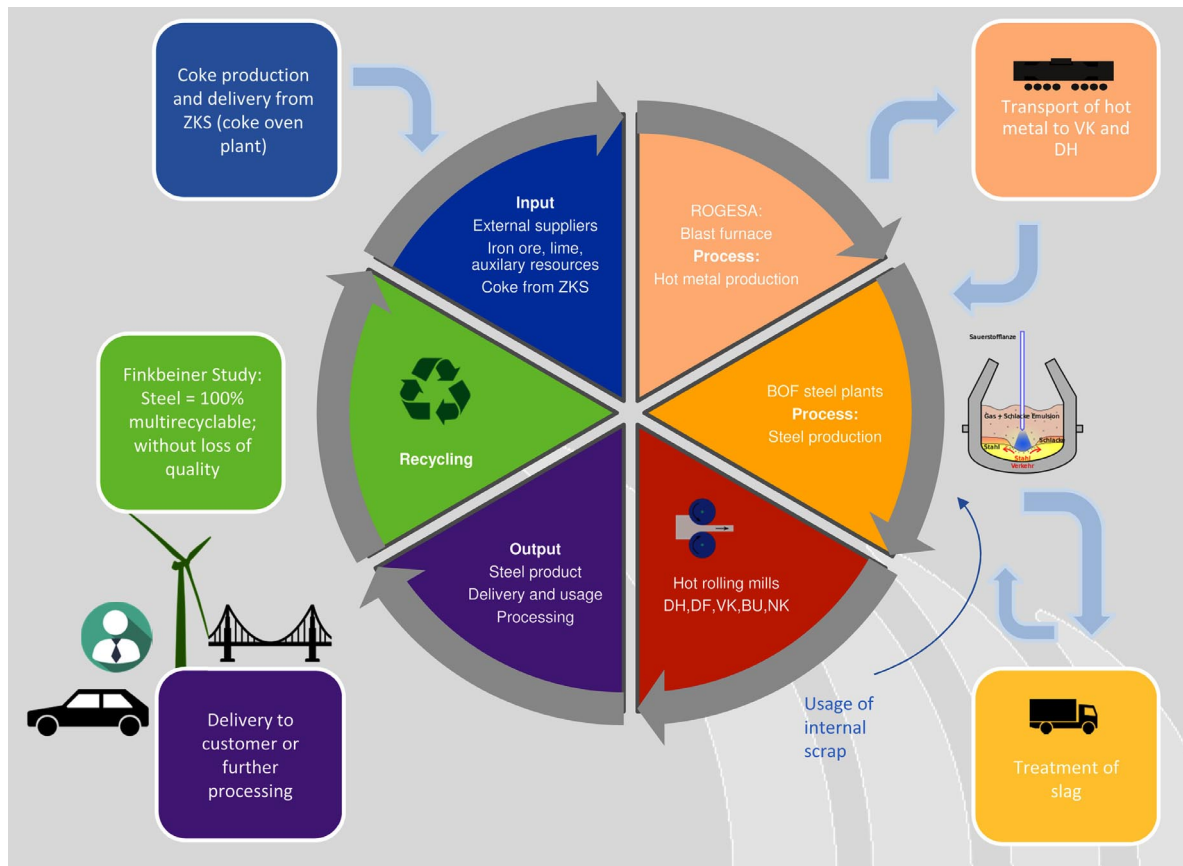 Coke production
and delivery from
ZKS (coke oven
plant)
Transport of hot
metal to VK and
DH
Input
External suppliers
Iron ore, lime,
auxilary resources
Coke from ZKS
ROGESA:
Blast furnace
Process:
Hot metal production
Sauerstofflanze
Gas + Schlacke Emulsion
Stahl
Schlacke
Stahl
Verkehr
BOF steel plants
Process:
Steel production
Finkbeiner Study:
Steel = 100%
multirecyclable;
without loss of
quality
Recycling
Output
Steel product
Delivery and usage
Processing
Hot rolling mills
DH,DF,VK,BU,NK
Usage of
internal
scrap
Delivery to
customer or
further
processing
Treatment of
slag